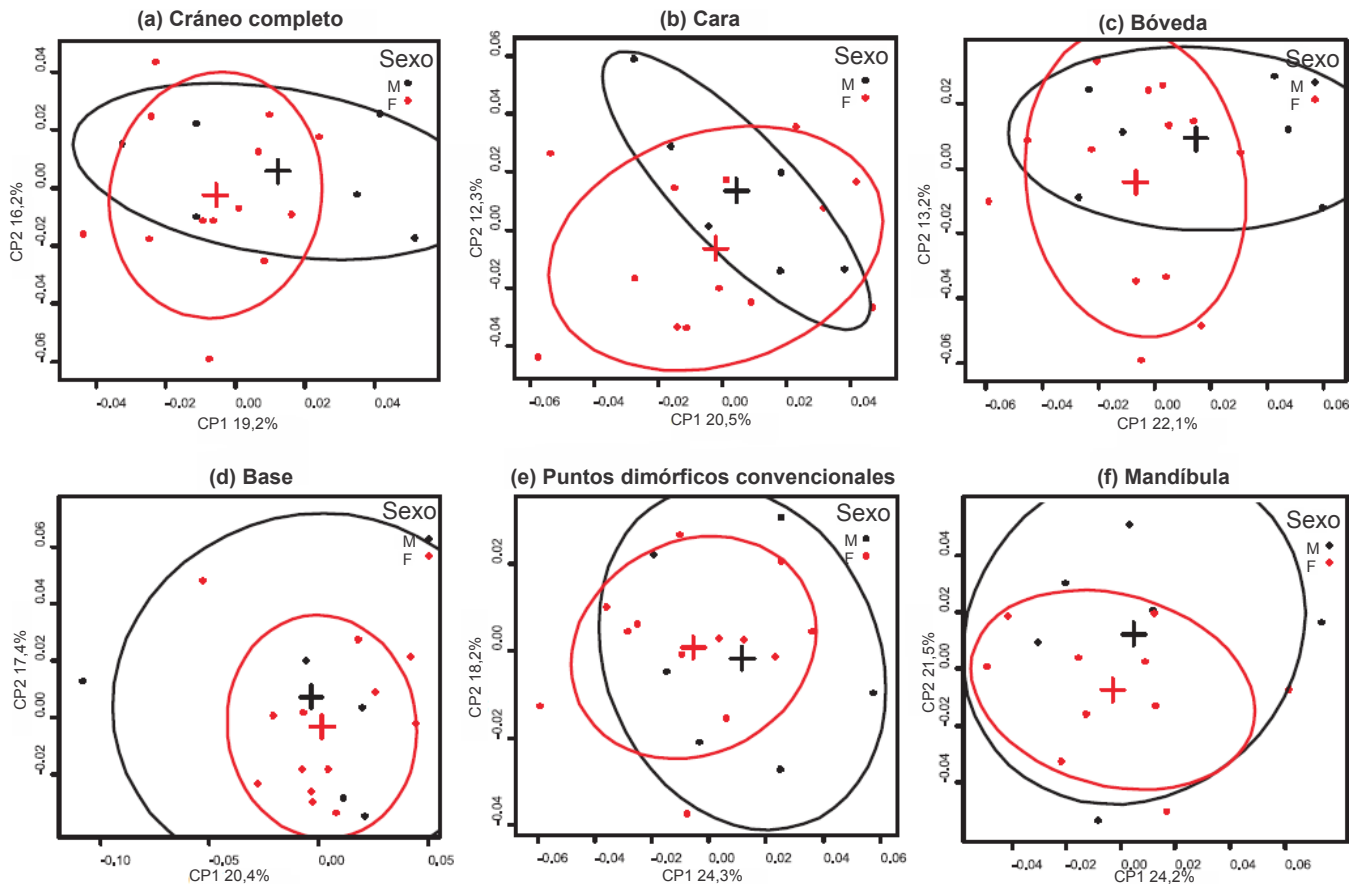 (a) Cráneo completo
Sexo
M
F
CP2 16,2%
0.04
0.02
0.00
-0.02
-0.04
-0.06
-0.04
-0.02
0.00
0.02
0.04
CP1 19,2%
(b) Cara
Sexo
M
F
CP2 12,3%
0.06
0.04
0.02
0.00
-0.02
-0.04
-0.06
-0.04
-0.02
0.00
0.02
0.04
CP1 20,5%
(c) Bóveda
Sexo
M
F
CP2 13,2%
0.02
0.00
-0.02
-0.04
-0.06
-0.06
-0.04
-0.02
0.00
0.02
0.04
0.06
CP1 22,1%
(d) Base
Sexo
M
F
CP2 17,4%
0.06
0.04
0.02
0.00
-0.02
-0.10
-0.05
0.00
0.05
CP1 20,4%
(e) Puntos dimórficos convencionales
Sexo
M
F
CP2 18,2%
0.02
0.00
-0.02
-0.04
-0.06
-0.04
-0.02
0.00
0.02
0.04
0.06
CP1 24,3%
(f) Mandíbula
Sexo
M
F
CP2 21,5%
0.04
0.02
0.00
-0.02
-0.04
-0.04
-0.02
0.00
0.02
0.04
0.06
CP1 24,2%